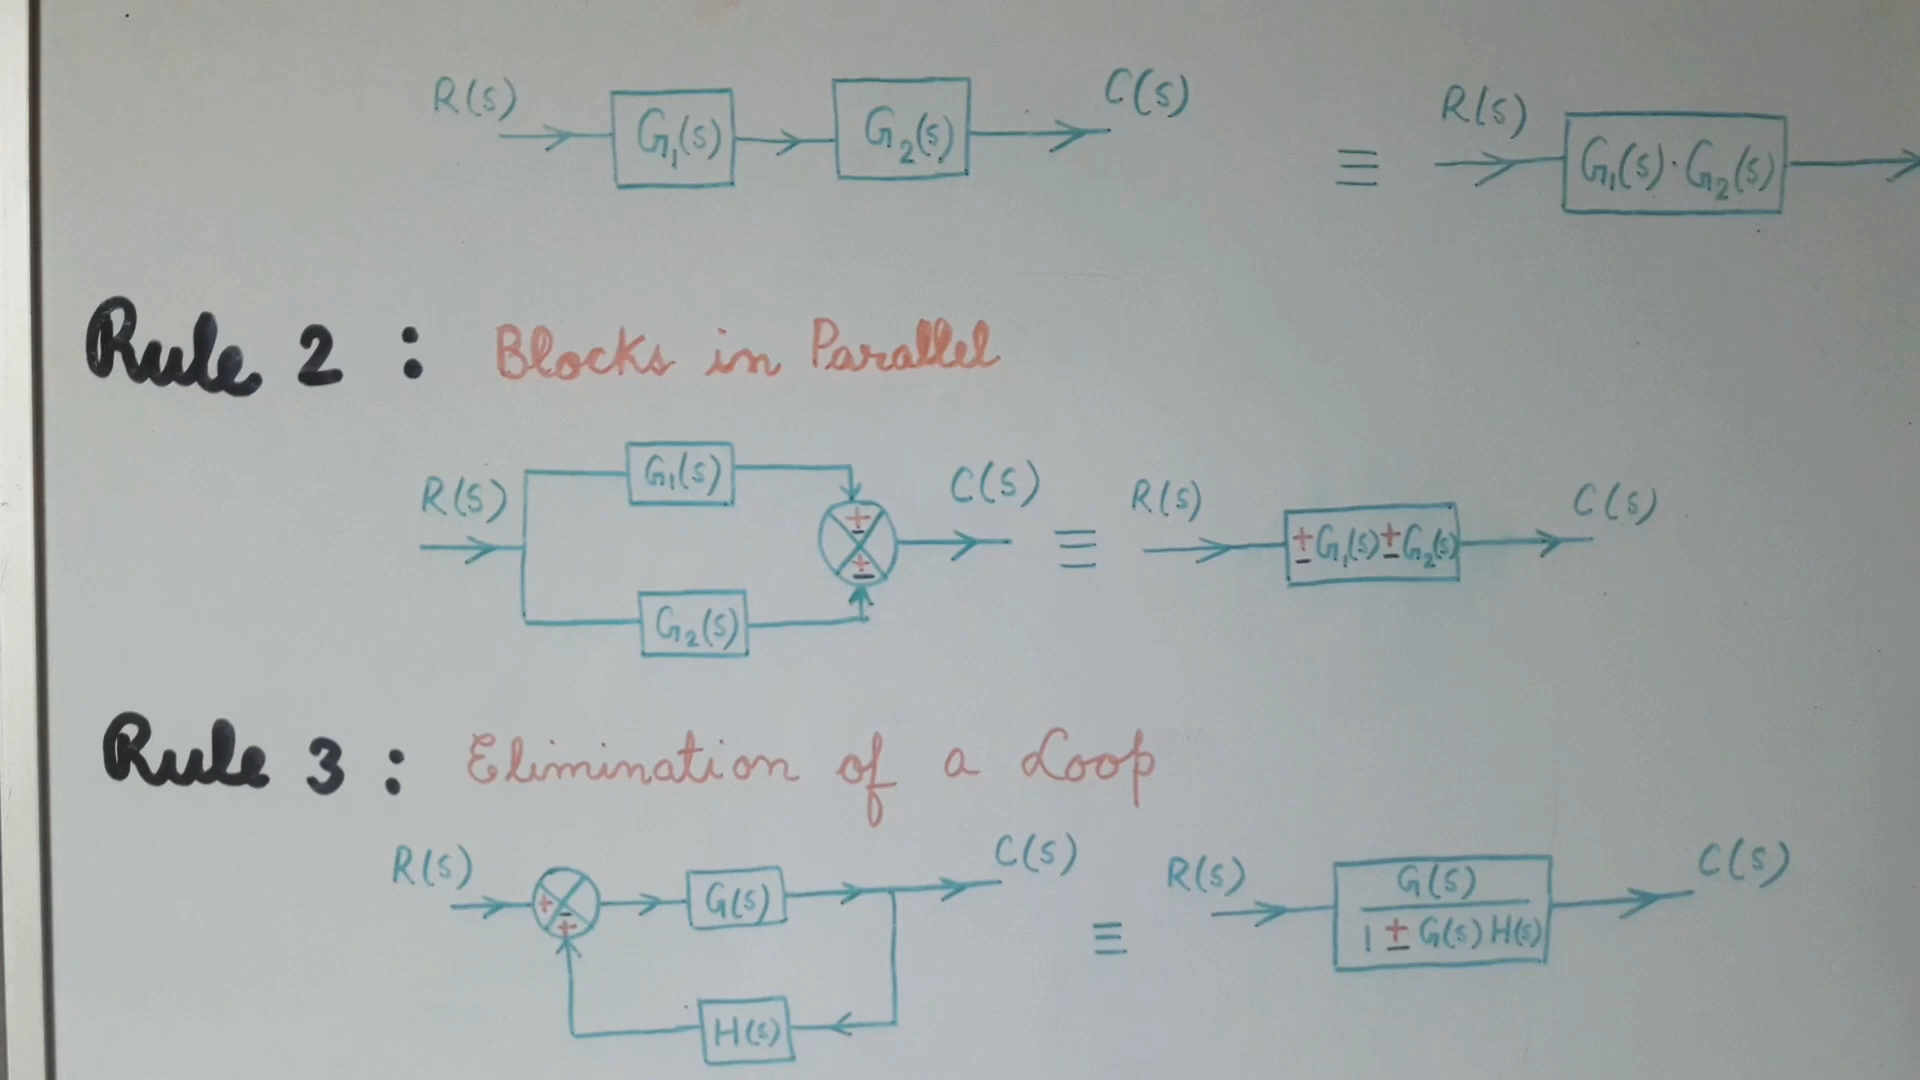 R(s) G₁(s) G₂(s) C(s) ≡ R(s) G₁(s)·G₂(s)
Rule 2 : Blocks in Parallel
R(s) G₁(s) ± ± G₂(s) C(s) ≡ R(s) ±G₁(s)±G₂(s) C(s)
Rule 3 : Elimination of a Loop
R(s) + ∓ G(s) H(s) C(s) ≡ R(s) G(s) / 1 ± G(s) H(s) C(s)